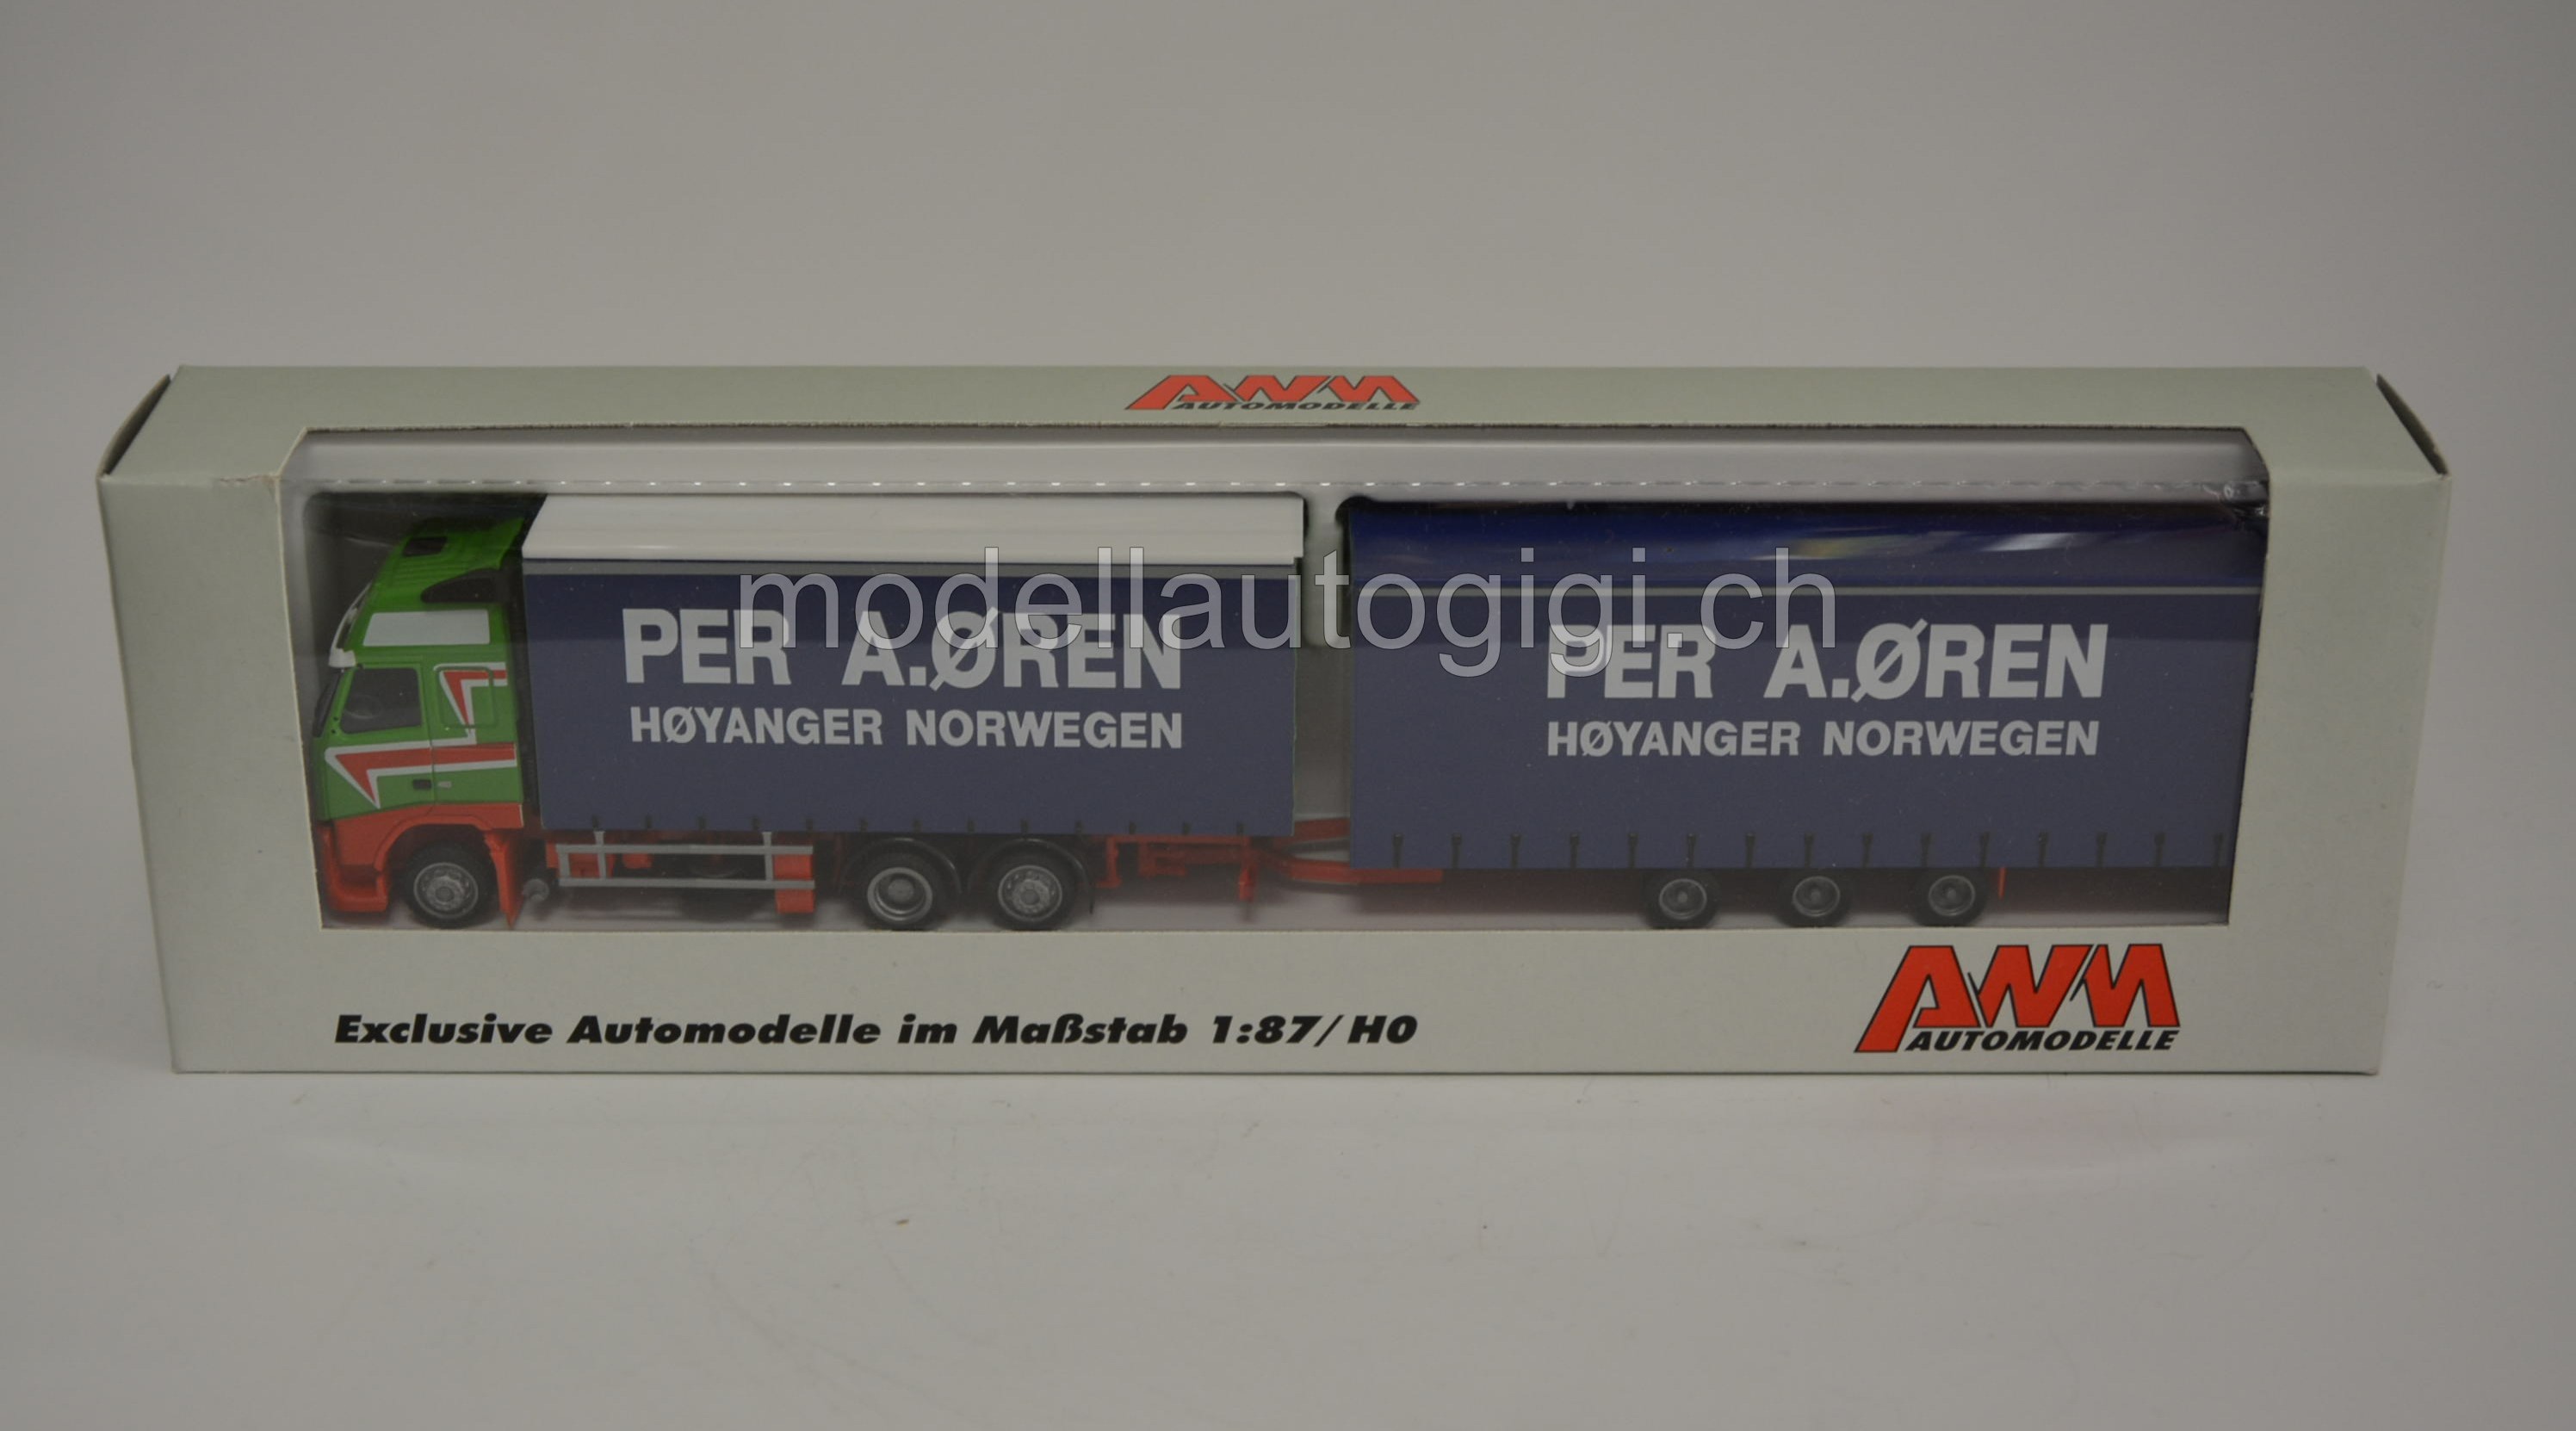 AWM
AUTOMODELLE
modellautogigi.ch
PER A.ØREN
HØYANGER NORWEGEN
PER A.ØREN
HØYANGER NORWEGEN
Exclusive Automodelle im Maßstab 1:87/H0
AWM
AUTOMODELLE